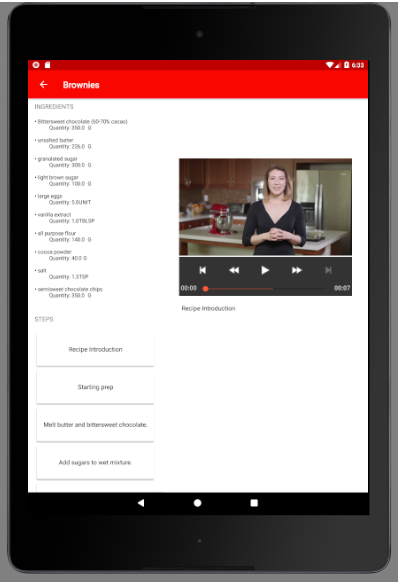 6:33
Brownies
INGREDIENTS
• Bittersweet chocolate (60-70% cacao)
Quantity: 350.0 G
• unsalted butter
Quantity: 226.0 G
• granulated sugar
Quantity: 300.0 G
• light brown sugar
Quantity: 100.0 G
• large eggs
Quantity: 5.0UNIT
• vanilla extract
Quantity: 1.0TBLSP
• all purpose flour
Quantity: 140.0 G
• cocoa powder
Quantity: 40.0 G
• salt
Quantity: 1.5TSP
• semisweet chocolate chips
Quantity: 350.0 G
STEPS
Recipe Introduction
Starting prep
Melt butter and bittersweet chocolate.
Add sugars to wet mixture.
00:00
00:07
Recipe Introduction